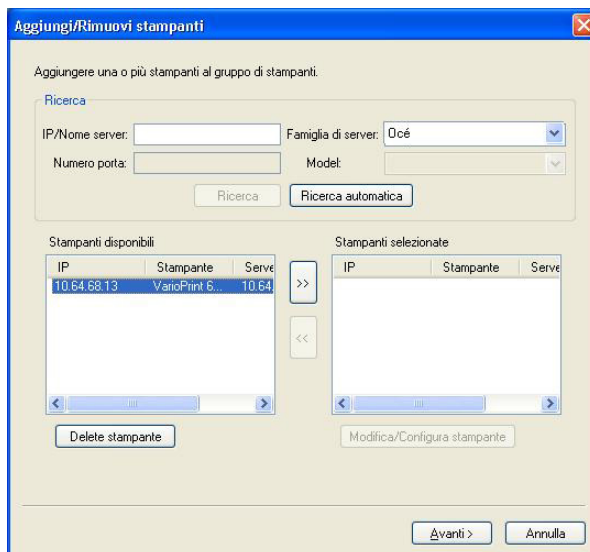 Aggiungi/Rimuovi stampanti
Aggiungere una o più stampanti al gruppo di stampanti.
Ricerca
IP/Nome server: Famiglia di server: Océ
Numero porta: Model:
Ricerca Ricerca automatica
Stampanti disponibili Stampanti selezionate
IP Stampante Serve IP Stampante Serve
10.64.68.13 VarioPrint 6... 10.64.
>>
<<
Delete stampante Modifica/Configura stampante
Avanti > Annulla